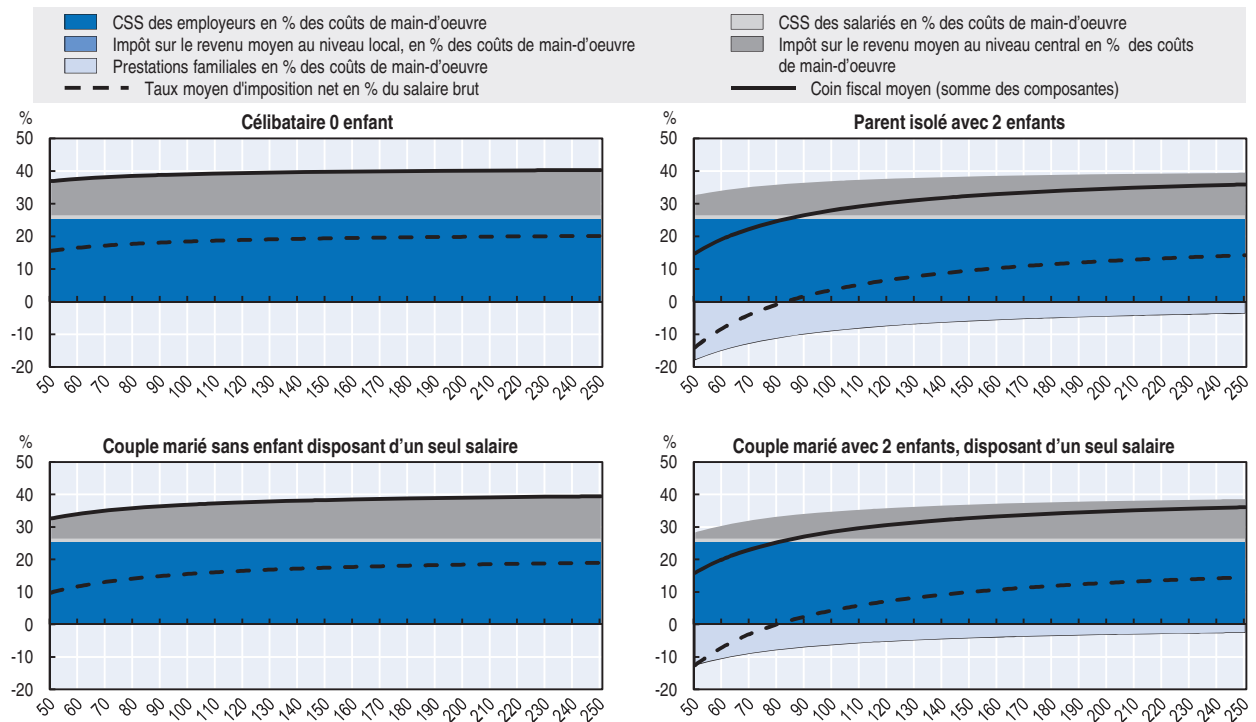 CSS des employeurs en % des coûts de main-d'oeuvre
CSS des salariés en % des coûts de main-d'oeuvre
Impôt sur le revenu moyen au niveau local, en % des coûts de main-d'oeuvre
Impôt sur le revenu moyen au niveau central en % des coûts
de main-d'oeuvre
Prestations familiales en % des coûts de main-d'oeuvre
Taux moyen d'imposition net en % du salaire brut
Coin fiscal moyen (somme des composantes)
%
Célibataire 0 enfant
50
40
30
20
10
0
-10
-20
50 60 70 80 90 100 110 120 130 140 150 160 170 180 190 200 210 220 230 240 250
%
Parent isolé avec 2 enfants
50
40
30
20
10
0
-10
-20
50 60 70 80 90 100 110 120 130 140 150 160 170 180 190 200 210 220 230 240 250
%
Couple marié sans enfant disposant d’un seul salaire
50
40
30
20
10
0
-10
-20
50 60 70 80 90 100 110 120 130 140 150 160 170 180 190 200 210 220 230 240 250
%
Couple marié avec 2 enfants, disposant d’un seul salaire
50
40
30
20
10
0
-10
-20
50 60 70 80 90 100 110 120 130 140 150 160 170 180 190 200 210 220 230 240 250